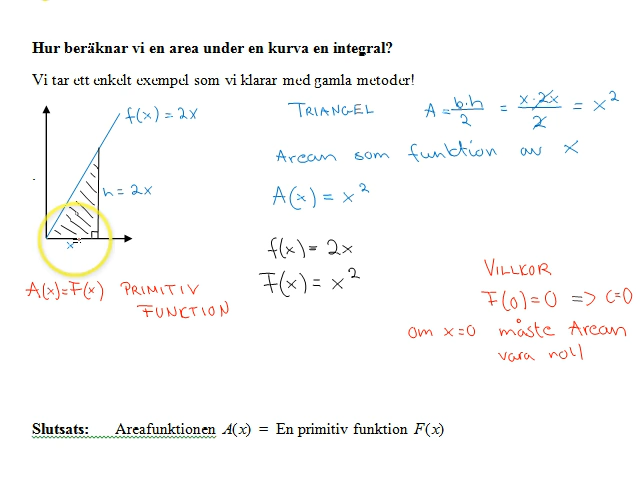 Hur beräknar vi en area under en kurva en integral?
Vi tar ett enkelt exempel som vi klarar med gamla metoder!
f(x) = 2x
TRIANGEL A = b·h/2 = x·2x/2 = x²
Arean som funktion av x
h = 2x
A(x) = x²
x
f(x) = 2x
F(x) = x²
A(x)=F(x) PRIMITIV
FUNKTION
VILLKOR
F(0)=0 => C=0
om x=0 måste Arean
vara noll
Slutsats: Areafunktionen A(x) = En primitiv funktion F(x)